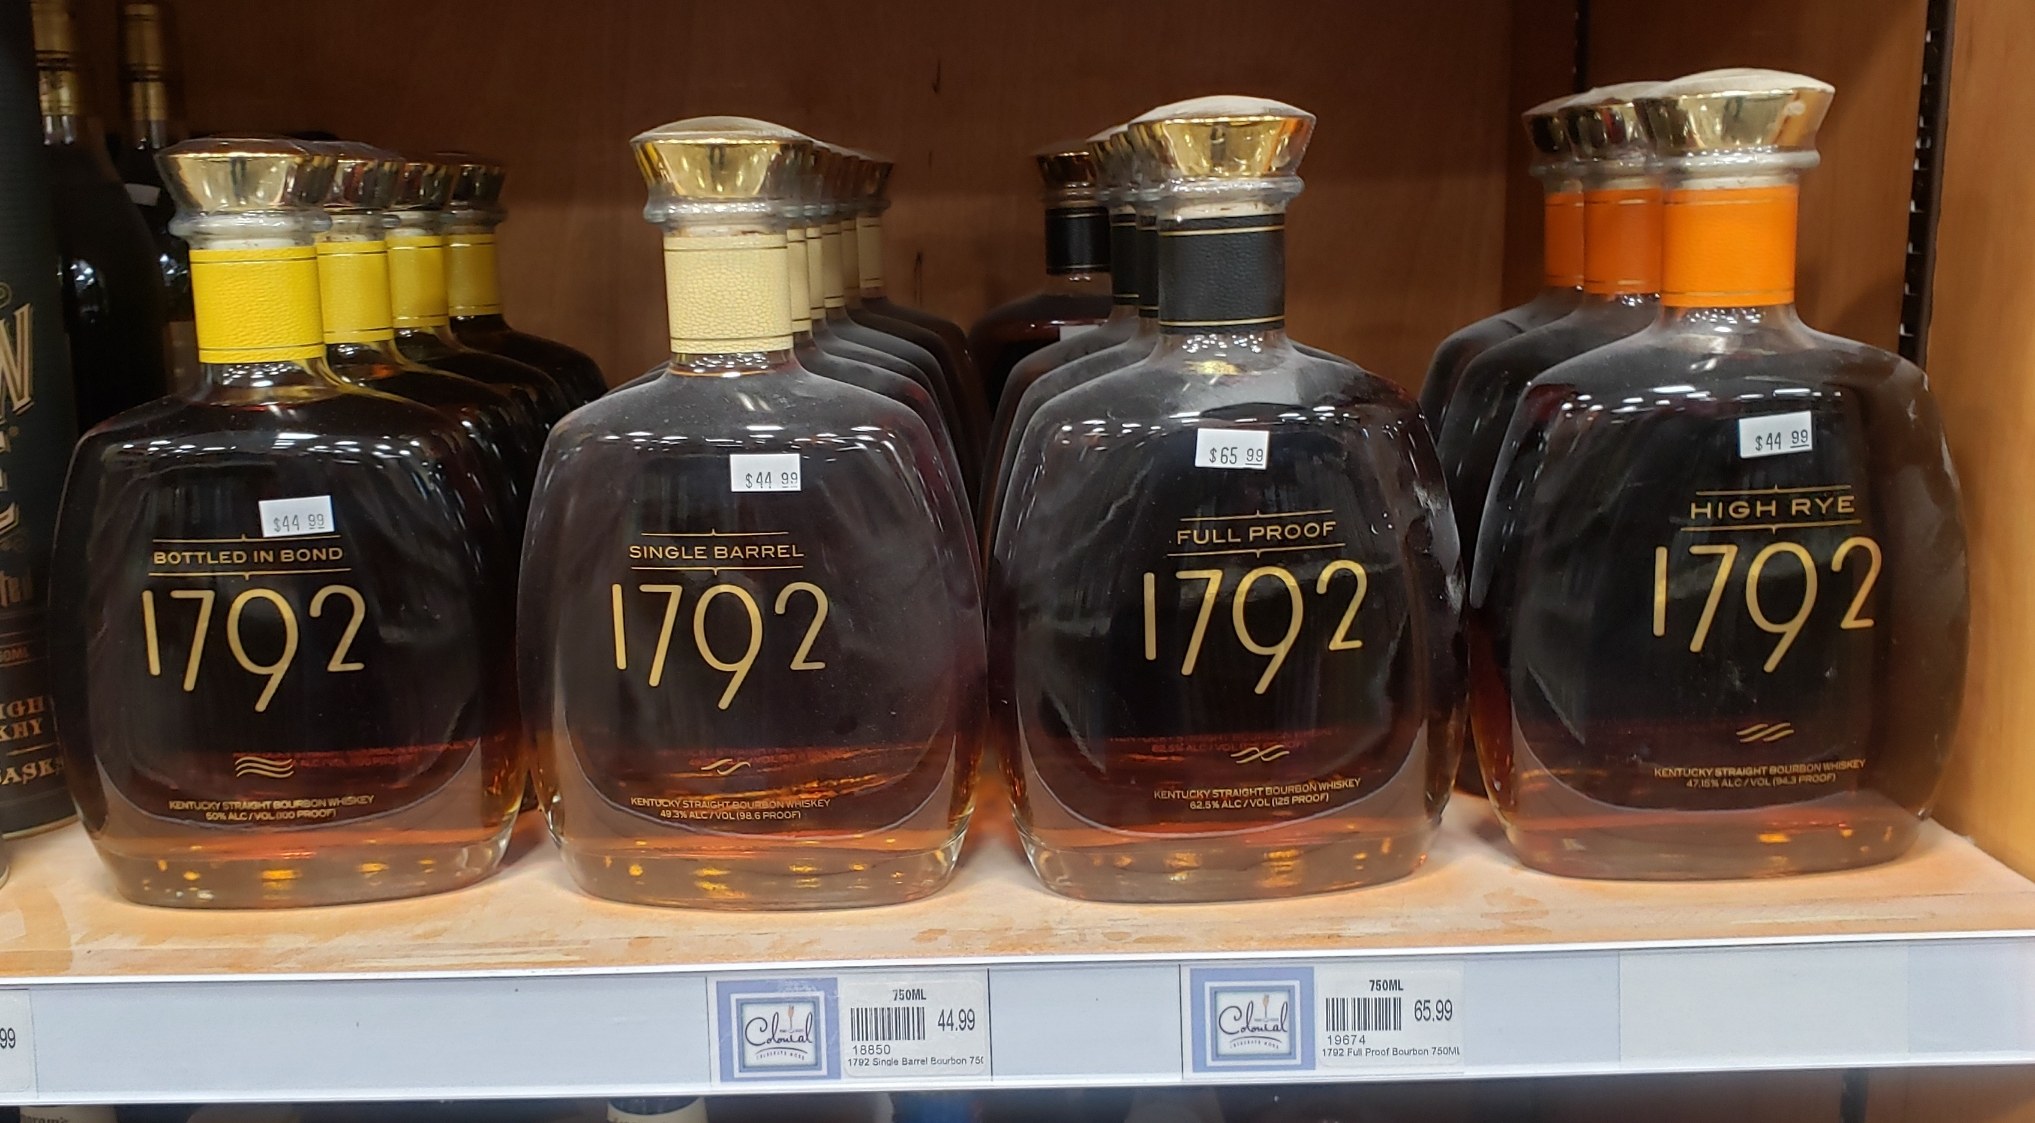 $44.99
BOTTLED IN BOND
1792
KENTUCKY STRAIGHT BOURBON WHISKEY
50% ALC / VOL (100 PROOF)
$44.99
SINGLE BARREL
1792
KENTUCKY STRAIGHT BOURBON WHISKEY
49.3% ALC / VOL (98.6 PROOF)
$65.99
FULL PROOF
1792
KENTUCKY STRAIGHT BOURBON WHISKEY
62.5% ALC / VOL (125 PROOF)
$44.99
HIGH RYE
1792
KENTUCKY STRAIGHT BOURBON WHISKEY
47.15% ALC / VOL (94.3 PROOF)
99
Colonial
750ML
44.99
18850
1792 Single Barrel Bourbon 750
Colonial
750ML
65.99
19674
1792 Full Proof Bourbon 750ML